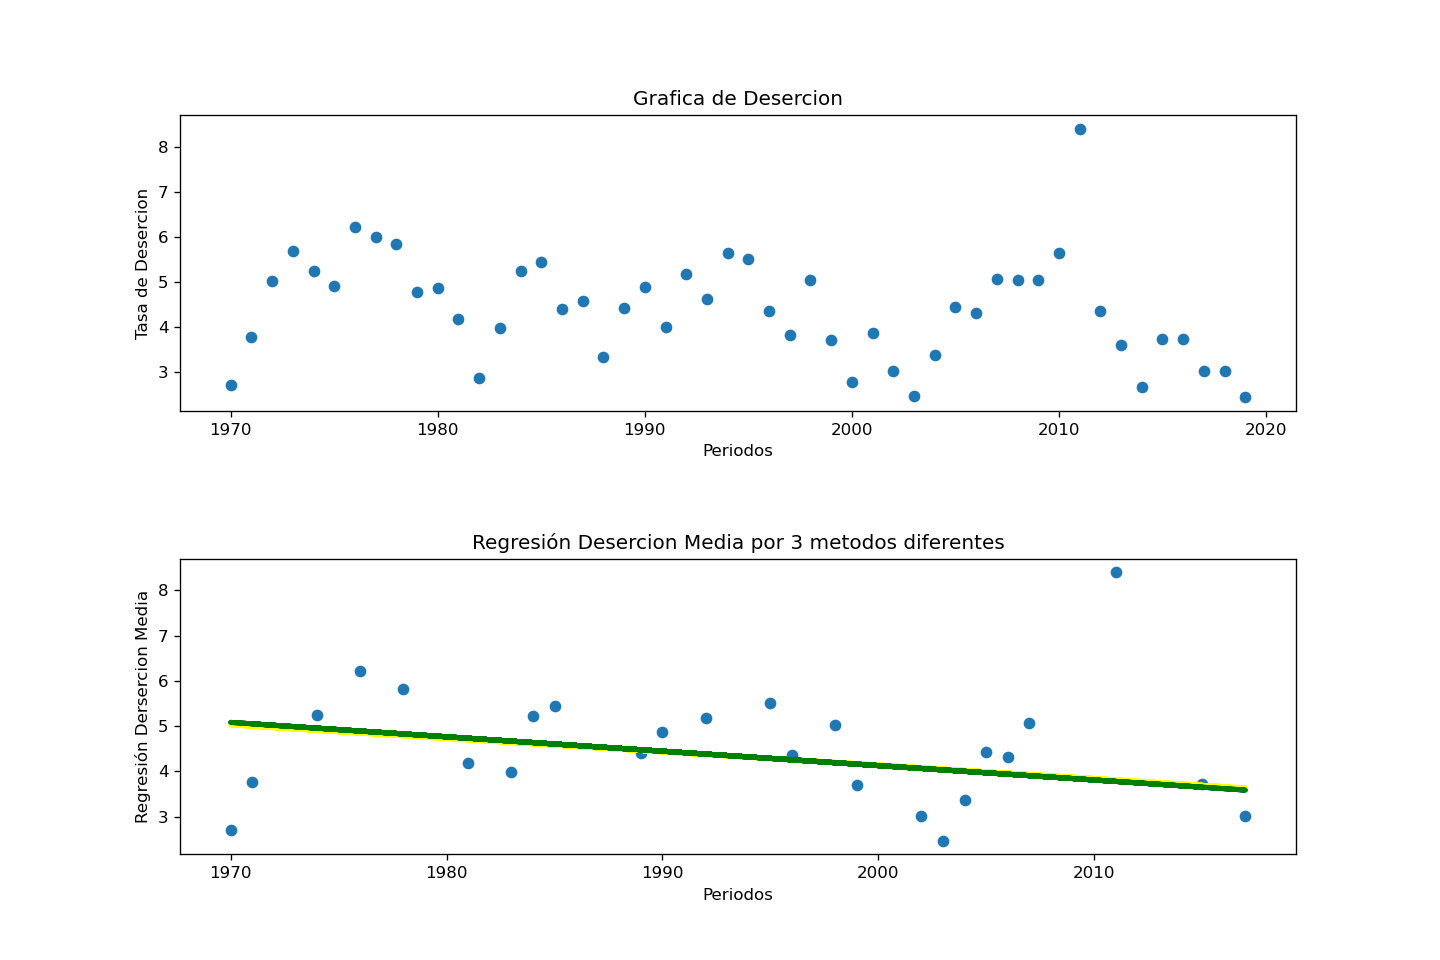 Grafica de Desercion
Tasa de Desercion
8
7
6
5
4
3
1970 1980 1990 2000 2010 2020
Periodos
Regresión Desercion Media por 3 metodos diferentes
Regresión Dersercion Media
8
7
6
5
4
3
1970 1980 1990 2000 2010
Periodos